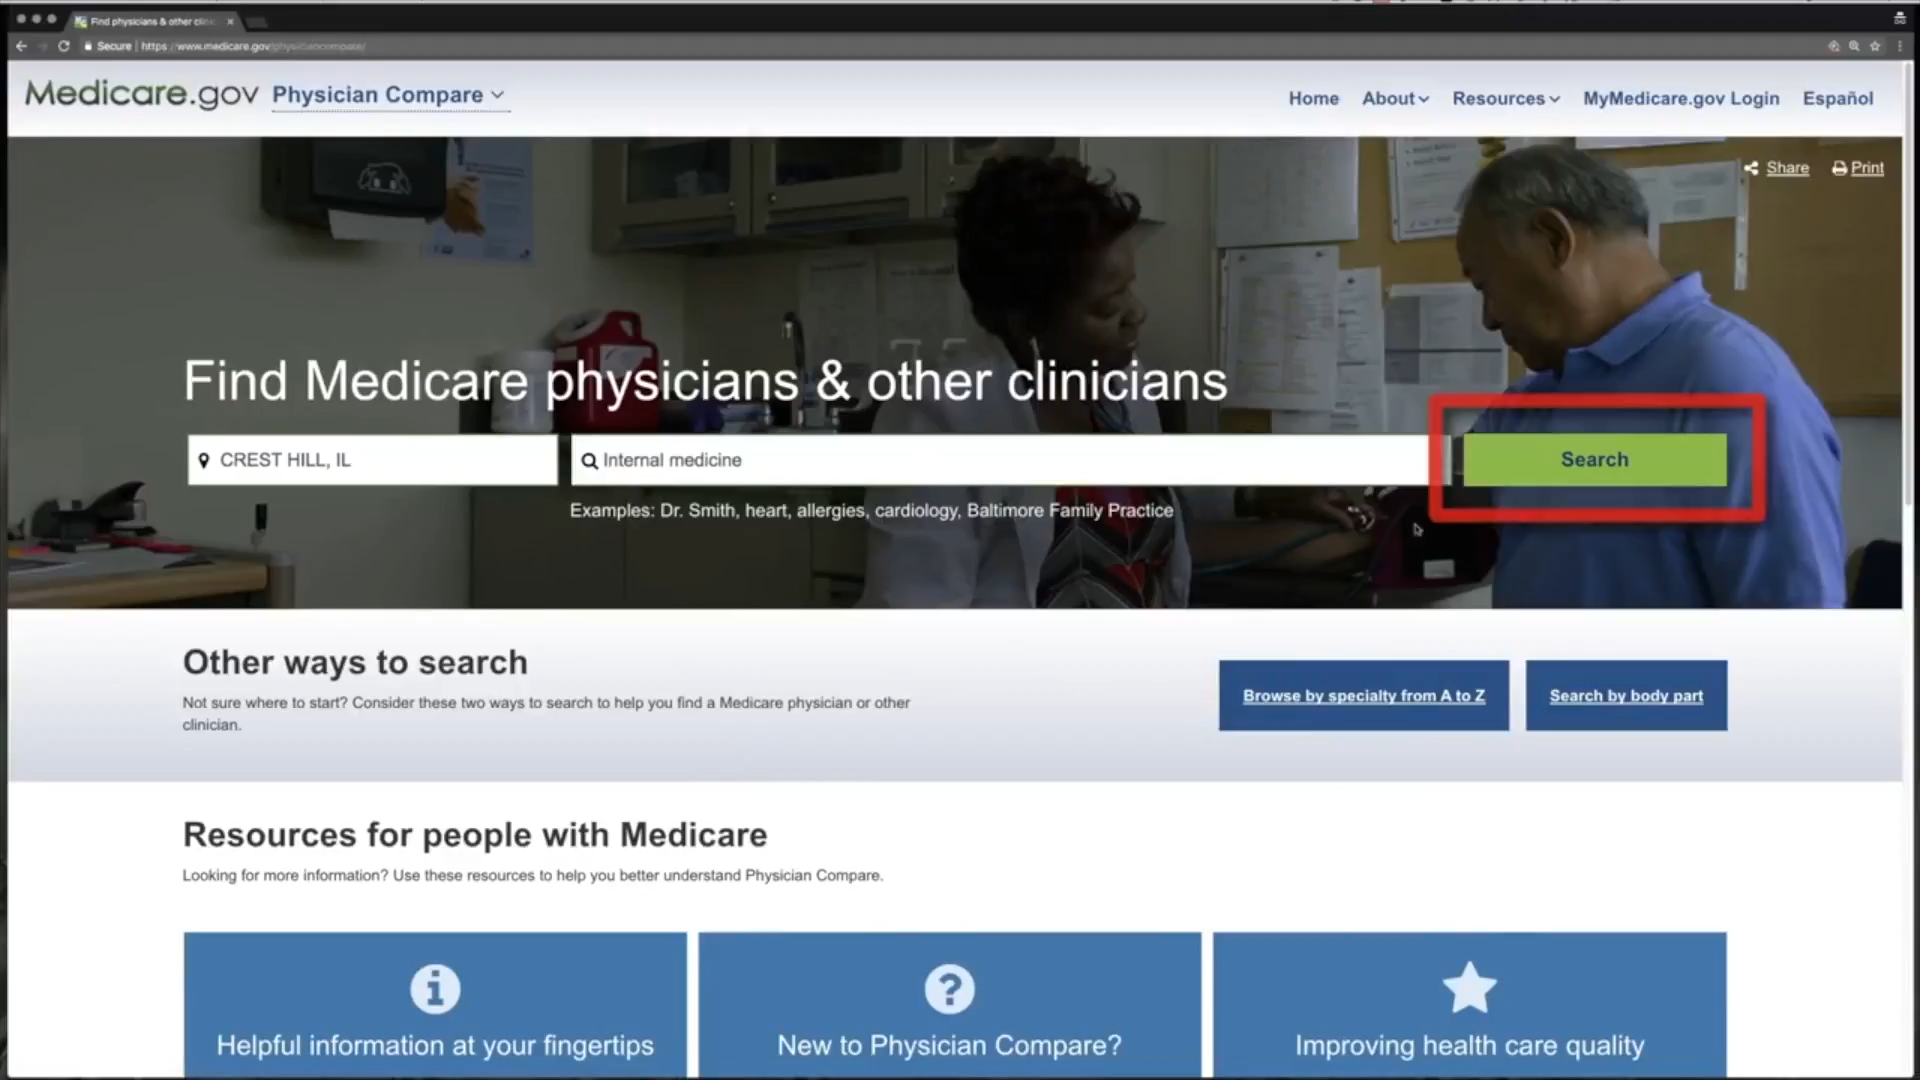 Find physicians & other clinic
Secure | https://www.medicare.gov/physiciancompare/
Medicare.gov Physician Compare
Home About Resources MyMedicare.gov Login Español
Share Print
Find Medicare physicians & other clinicians
CREST HILL, IL
Internal medicine
Search
Examples: Dr. Smith, heart, allergies, cardiology, Baltimore Family Practice
Other ways to search
Not sure where to start? Consider these two ways to search to help you find a Medicare physician or other
clinician.
Browse by specialty from A to Z
Search by body part
Resources for people with Medicare
Looking for more information? Use these resources to help you better understand Physician Compare.
Helpful information at your fingertips
New to Physician Compare?
Improving health care quality